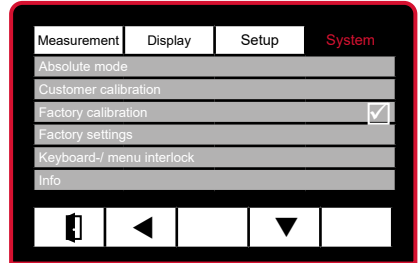 Measurement Display Setup System
Absolute mode
Customer calibration
Factory calibration
Factory settings
Keyboard-/ menu interlock
Info